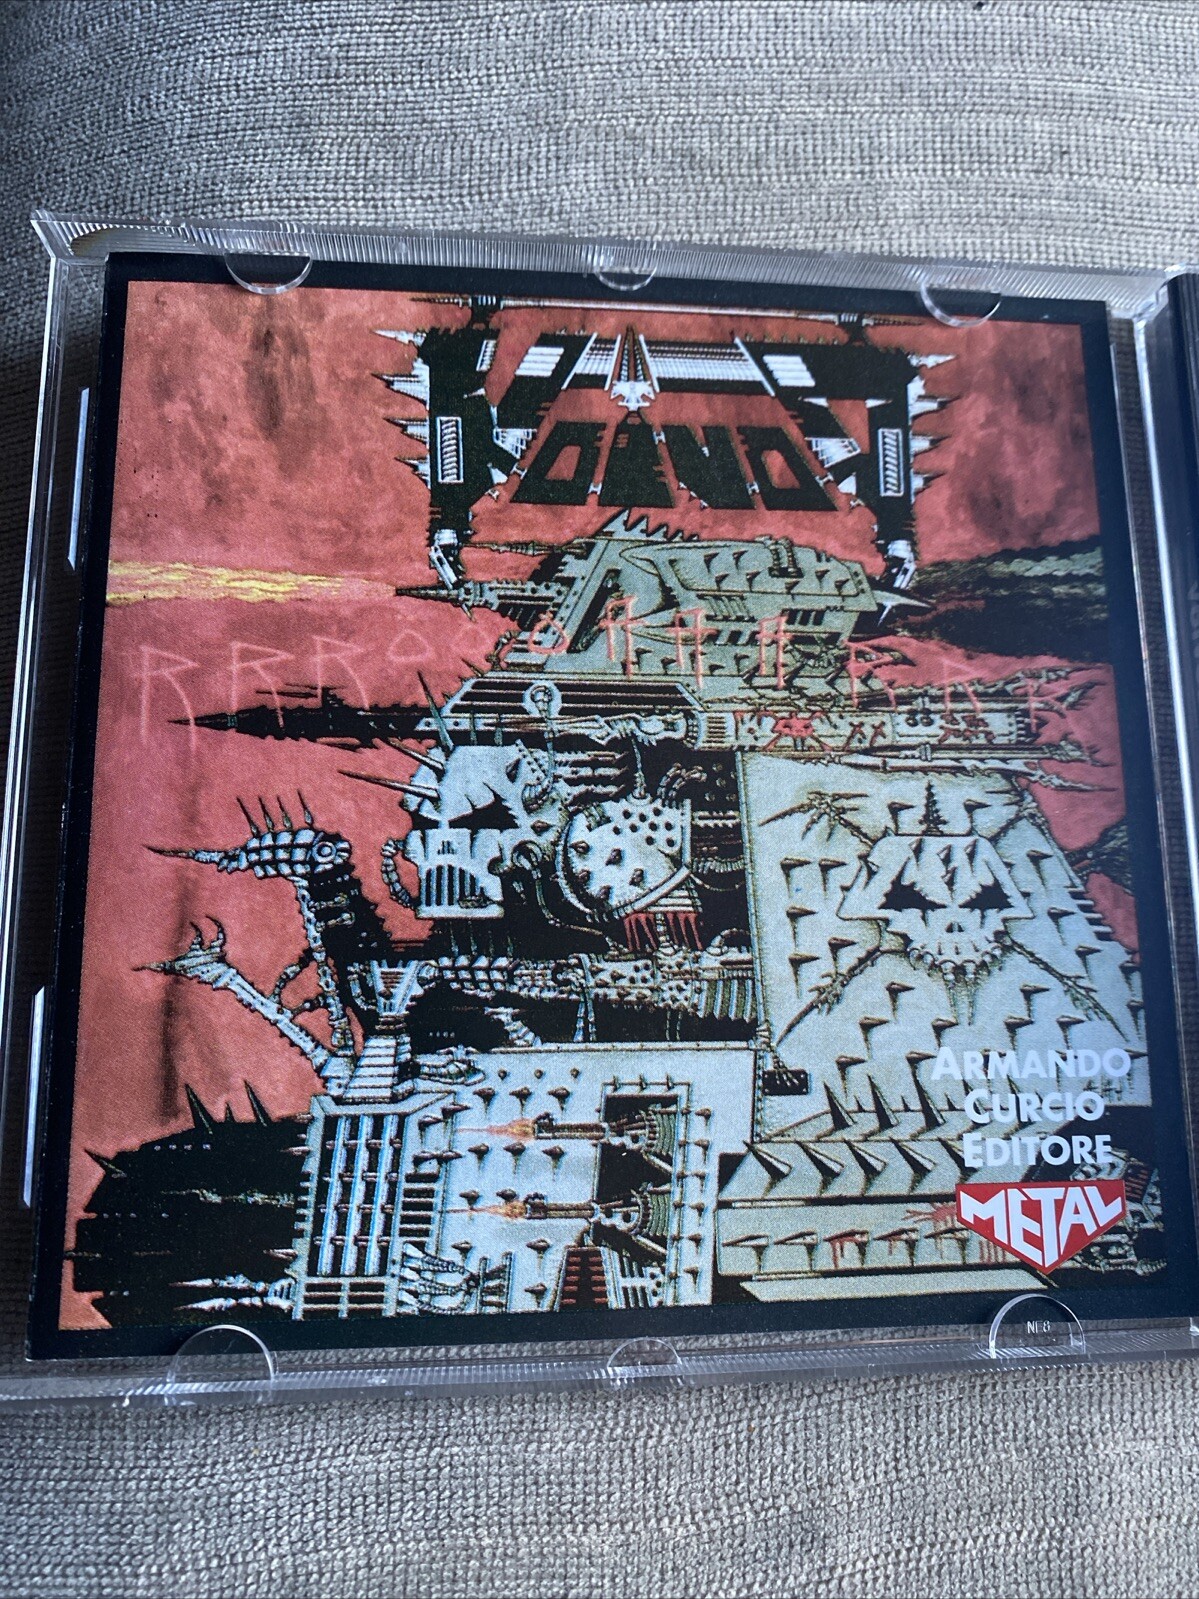 VOIVOD
RRROOOAAARRR
ARMANDO
CURCIO
EDITORE
METAL